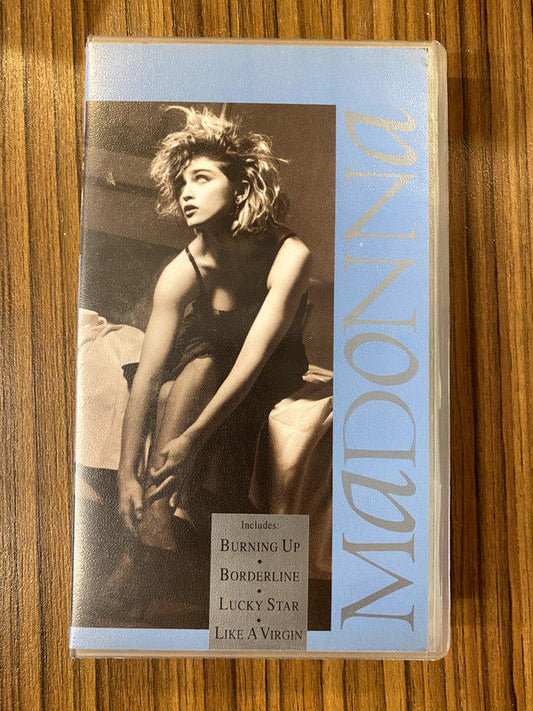 MaDONNa
Includes:
BURNING UP
•
BORDERLINE
•
LUCKY STAR
•
LIKE A VIRGIN